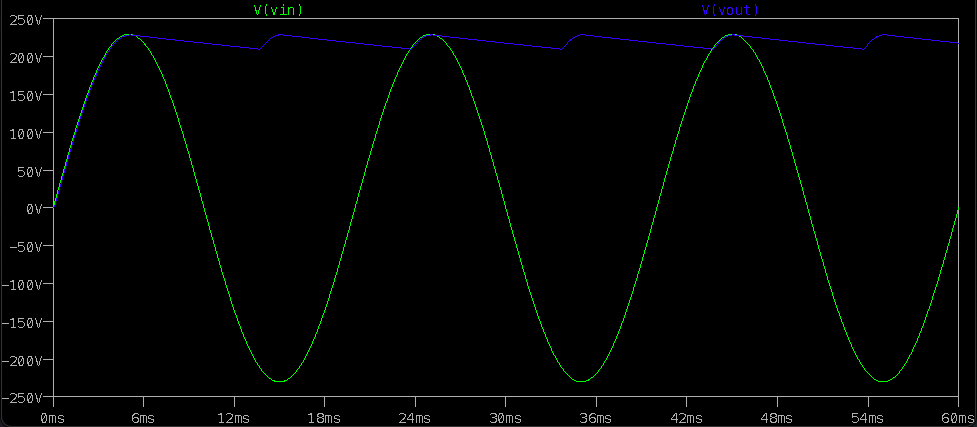 V(vin) V(vout)
250V
200V
150V
100V
50V
0V
-50V
-100V
-150V
-200V
-250V
0ms 6ms 12ms 18ms 24ms 30ms 36ms 42ms 48ms 54ms 60ms